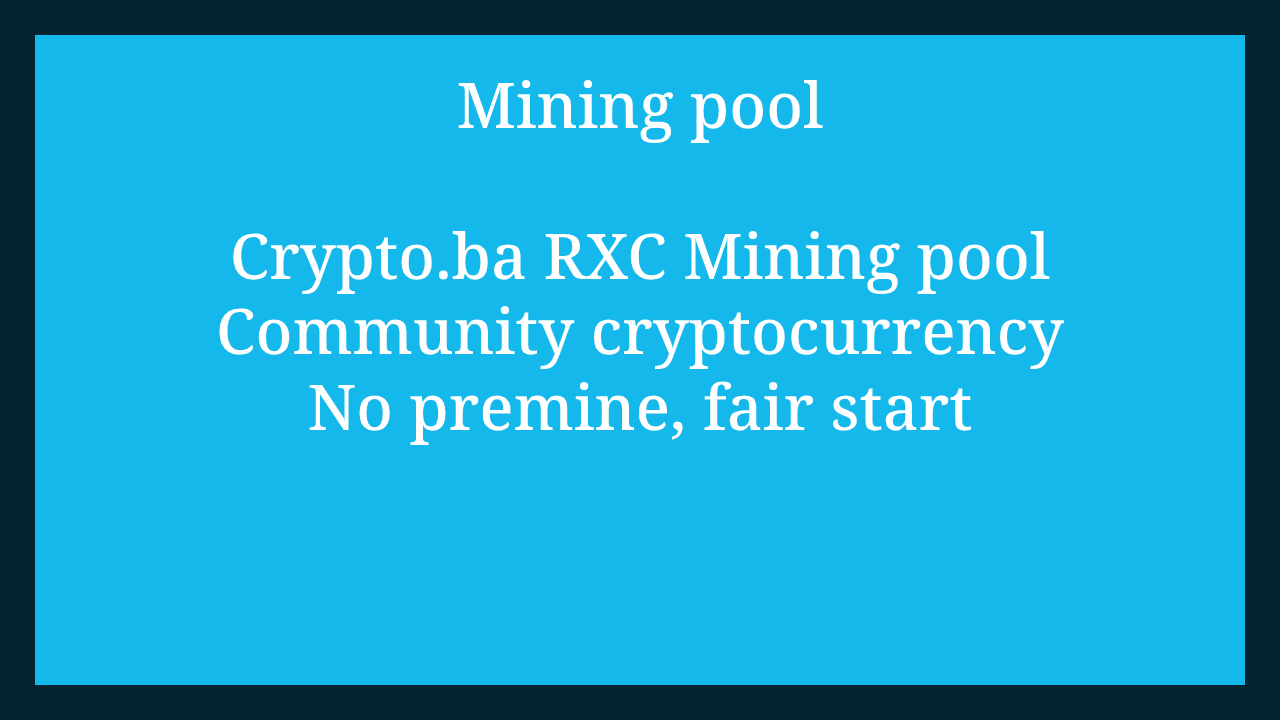 Mining pool
Crypto.ba RXC Mining pool
Community cryptocurrency
No premine, fair start